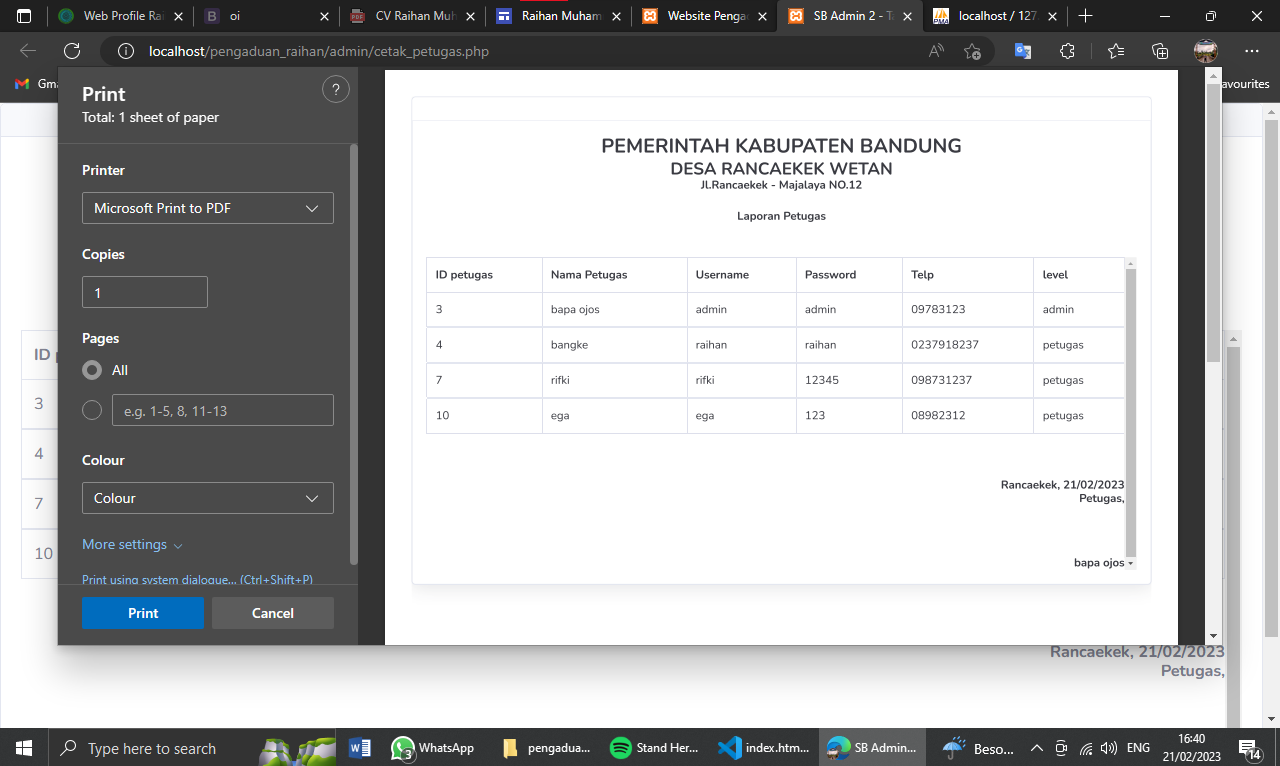 Web Profile Rai
oi
CV Raihan Muh
Raihan Muham
Website Pengad
SB Admin 2 - T
localhost / 127
localhost/pengaduan_raihan/admin/cetak_petugas.php
Gma
avourites
Print
Total: 1 sheet of paper
?
Printer
Microsoft Print to PDF
Copies
1
Pages
All
e.g. 1-5, 8, 11-13
Colour
Colour
More settings
Print using system dialogue... (Ctrl+Shift+P)
Print Cancel
PEMERINTAH KABUPATEN BANDUNG
DESA RANCAEKEK WETAN
Jl.Rancaekek - Majalaya NO.12
Laporan Petugas
ID petugas Nama Petugas Username Password Telp level
3 bapa ojos admin admin 09783123 admin
4 bangke raihan raihan 0237918237 petugas
7 rifki rifki 12345 098731237 petugas
10 ega ega 123 08982312 petugas
Rancaekek, 21/02/2023
Petugas,
bapa ojos
ID p
3
4
7
10
Rancaekek, 21/02/2023
Petugas,
Type here to search
3
WhatsApp
pengadua...
Stand Her...
index.htm...
SB Admin...
Beso...
ENG
16:40
21/02/2023
14